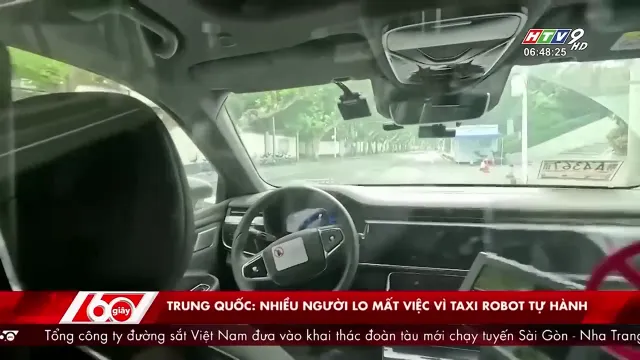 HTV9 HD
06:48:25
60 giây
TRUNG QUỐC: NHIỀU NGƯỜI LO MẤT VIỆC VÌ TAXI ROBOT TỰ HÀNH
Tổng công ty đường sắt Việt Nam đưa vào khai thác đoàn tàu mới chạy tuyến Sài Gòn - Nha Trang